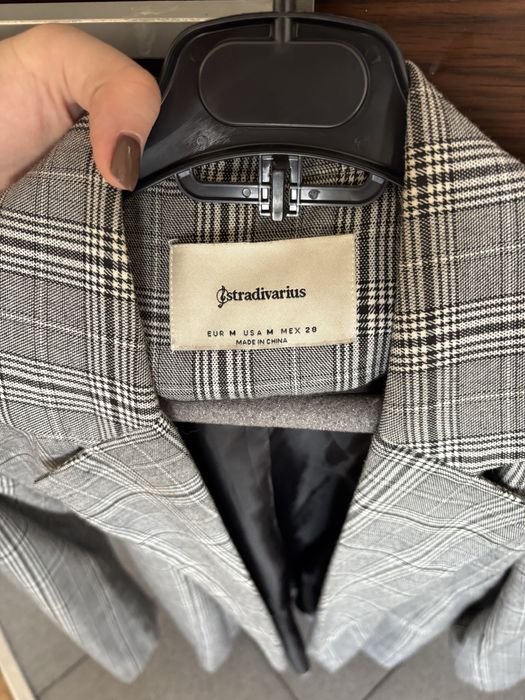 stradivarius
EUR M USA M MEX 28
MADE IN CHINA